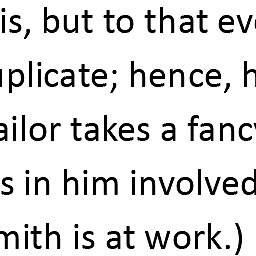 is, but to that eve
uplicate; hence, h
ailor takes a fancy
s in him involved
mith is at work.)